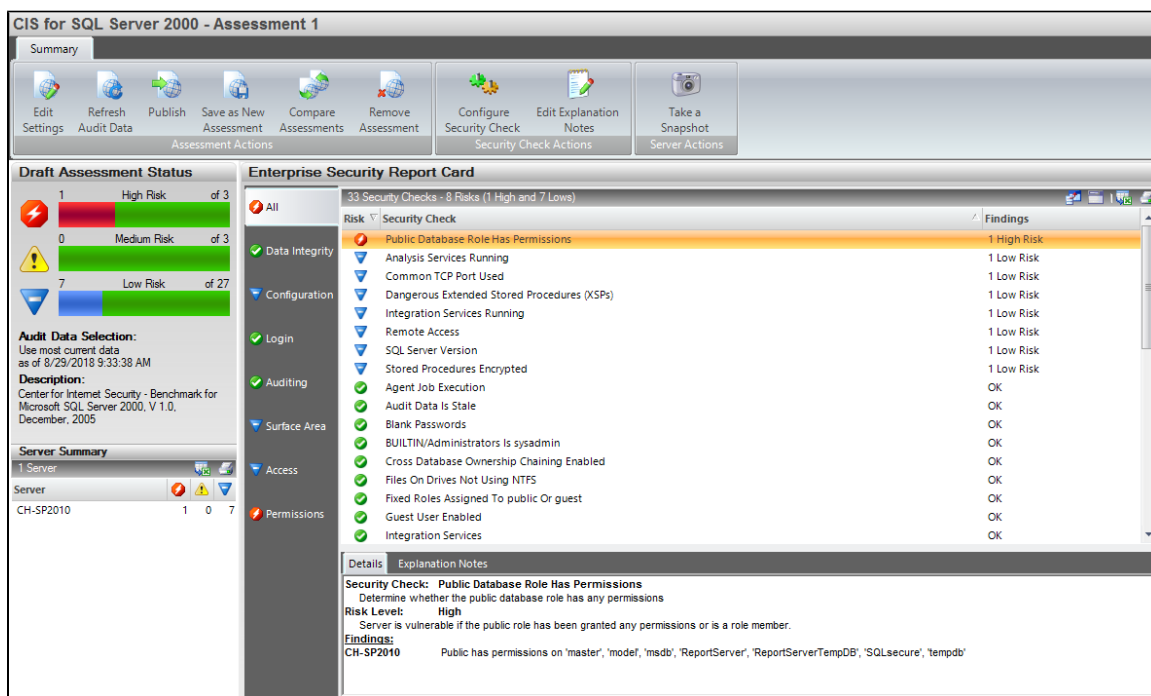 CIS for SQL Server 2000 - Assessment 1
Summary
Edit Settings
Refresh Audit Data
Publish
Save as New Assessment
Compare Assessments
Remove Assessment
Assessment Actions
Configure Security Check
Edit Explanation Notes
Security Check Actions
Take a Snapshot
Server Actions
Draft Assessment Status
1 High Risk of 3
0 Medium Risk of 3
7 Low Risk of 27
Audit Data Selection:
Use most current data
as of 8/29/2018 9:33:38 AM
Description:
Center for Internet Security - Benchmark for
Microsoft SQL Server 2000, V 1.0,
December, 2005
Server Summary
1 Server
Server
CH-SP2010 1 0 7
Enterprise Security Report Card
All
Data Integrity
Configuration
Login
Auditing
Surface Area
Access
Permissions
33 Security Checks - 8 Risks (1 High and 7 Lows)
Risk Security Check Findings
Public Database Role Has Permissions 1 High Risk
Analysis Services Running 1 Low Risk
Common TCP Port Used 1 Low Risk
Dangerous Extended Stored Procedures (XSPs) 1 Low Risk
Integration Services Running 1 Low Risk
Remote Access 1 Low Risk
SQL Server Version 1 Low Risk
Stored Procedures Encrypted 1 Low Risk
Agent Job Execution OK
Audit Data Is Stale OK
Blank Passwords OK
BUILTIN/Administrators Is sysadmin OK
Cross Database Ownership Chaining Enabled OK
Files On Drives Not Using NTFS OK
Fixed Roles Assigned To public Or guest OK
Guest User Enabled OK
Integration Services OK
Details Explanation Notes
Security Check: Public Database Role Has Permissions
Determine whether the public database role has any permissions
Risk Level: High
Server is vulnerable if the public role has been granted any permissions or is a role member.
Findings:
CH-SP2010 Public has permissions on 'master', 'model', 'msdb', 'ReportServer', 'ReportServerTempDB', 'SQLsecure', 'tempdb'